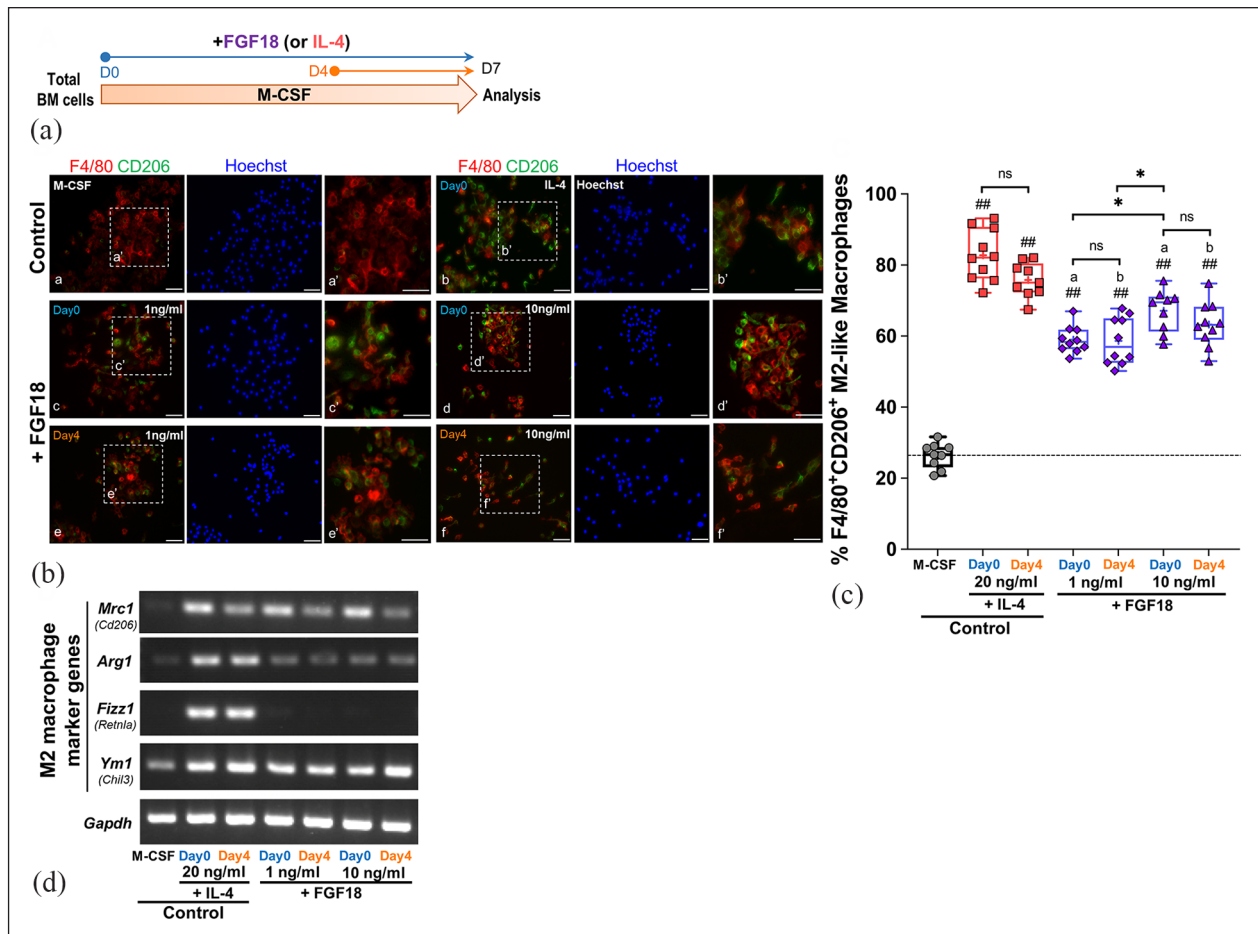 +FGF18 (or IL-4)
D0
D4
D7
Total
BM cells
M-CSF
Analysis
(a)
F4/80 CD206
Hoechst
F4/80 CD206
Hoechst
Control
+ FGF18
M-CSF
a'
a
a'
Day0
IL-4
b'
b
Hoechst
b'
Day0
1ng/ml
c'
c
c'
Day0
10ng/ml
d'
d
d'
Day4
1ng/ml
e'
e
e'
Day4
10ng/ml
f'
f
f'
(b)
% F4/80+CD206+ M2-like Macrophages
100
80
60
40
20
0
ns
##
##
*
*
ns
ns
a
##
b
##
a
##
b
##
M-CSF
Day0 Day4 Day0 Day4 Day0 Day4
20 ng/ml 1 ng/ml 10 ng/ml
+ IL-4 + FGF18
Control
(c)
M2 macrophage
marker genes
Mrc1
(Cd206)
Arg1
Fizz1
(Retnla)
Ym1
(Chil3)
Gapdh
M-CSF Day0 Day4 Day0 Day4 Day0 Day4
20 ng/ml 1 ng/ml 10 ng/ml
+ IL-4 + FGF18
Control
(d)